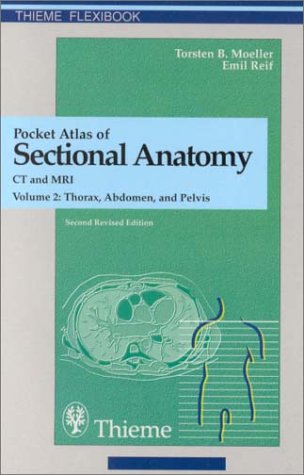 THIEME FLEXIBOOK
Torsten B. Moeller
Emil Reif
Pocket Atlas of
Sectional Anatomy
CT and MRI
Volume 2: Thorax, Abdomen, and Pelvis
Second Revised Edition
Thieme